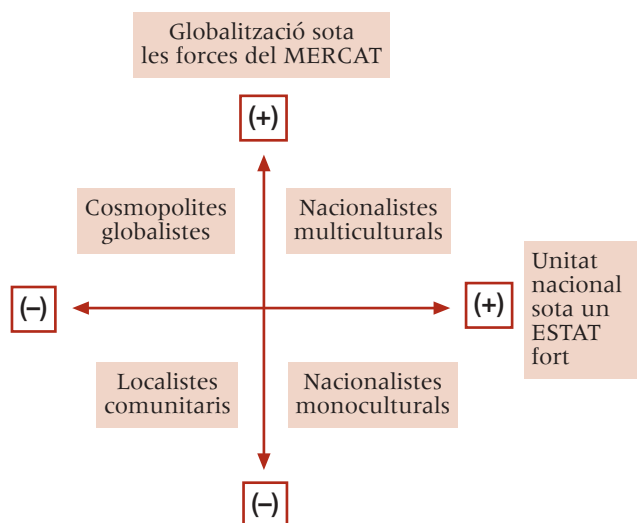 Globalització sota
les forces del MERCAT
(+)
Cosmopolites
globalistes
Nacionalistes
multiculturals
(–)
(+)
Unitat
nacional
sota un
ESTAT
fort
Localistes
comunitaris
Nacionalistes
monoculturals
(–)